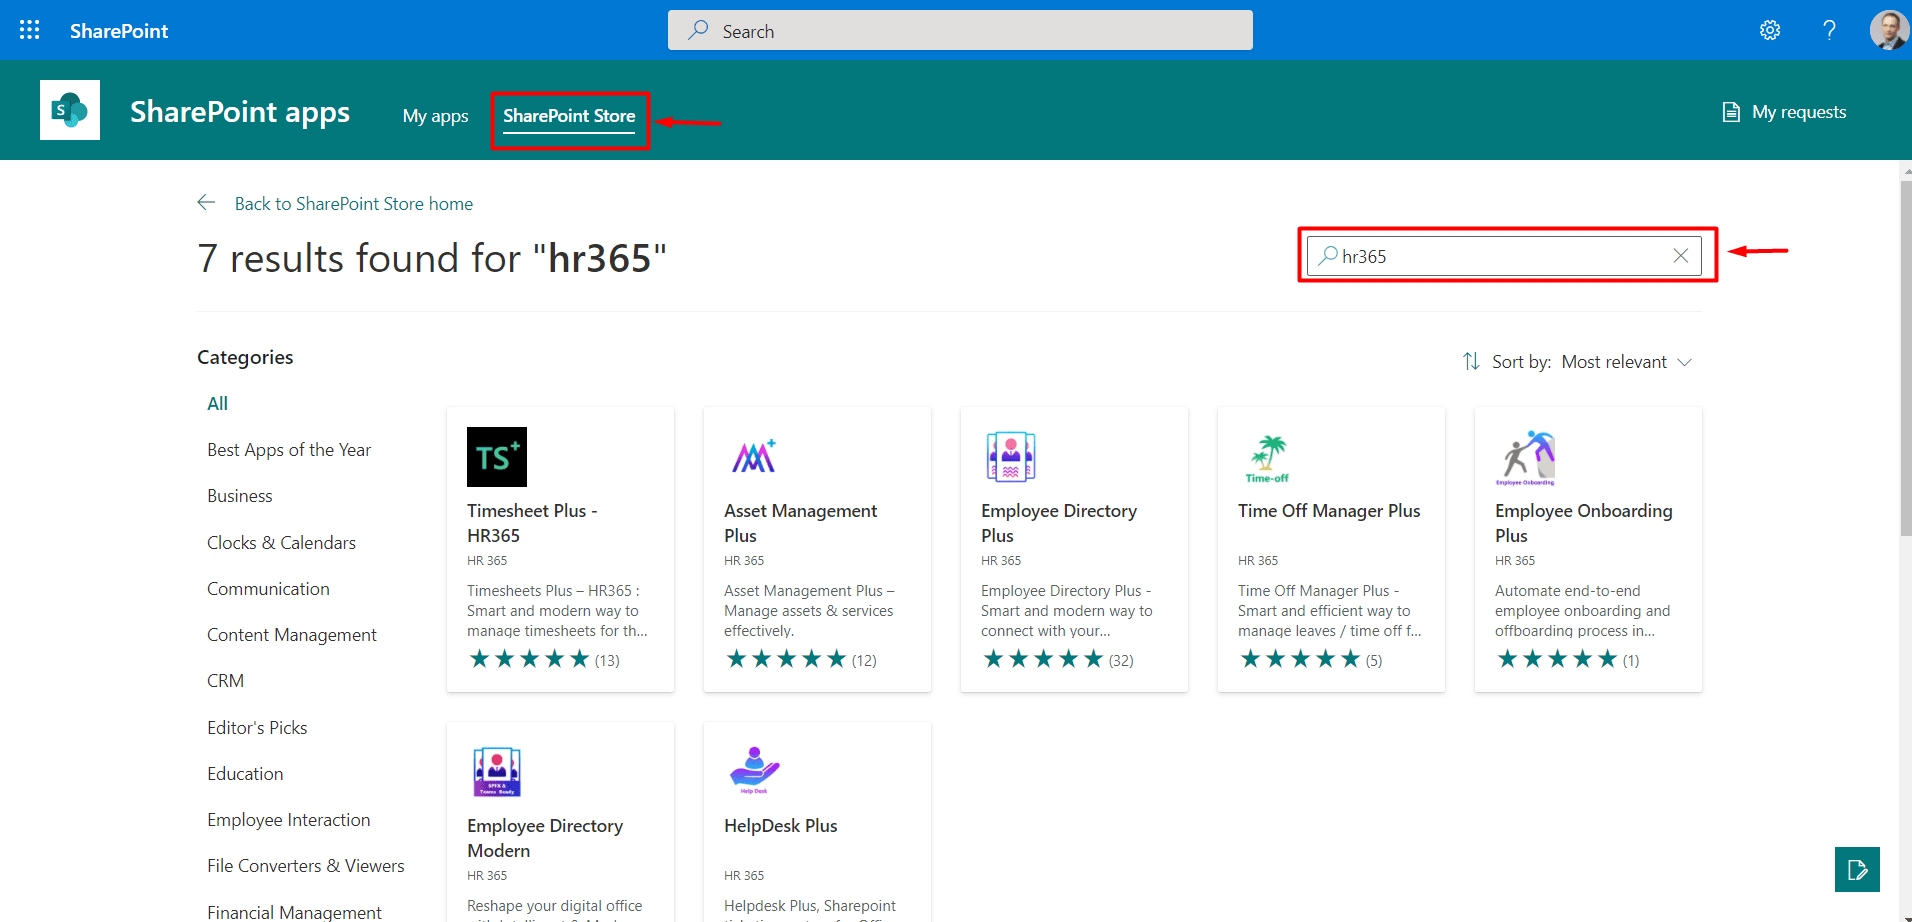 SharePoint
Search
SharePoint apps
My apps
SharePoint Store
My requests
Back to SharePoint Store home
7 results found for "hr365"
hr365
Categories
Sort by: Most relevant
All
Best Apps of the Year
Business
Clocks & Calendars
Communication
Content Management
CRM
Editor's Picks
Education
Employee Interaction
File Converters & Viewers
Financial Management
TS+
Timesheet Plus -
HR365
HR 365
Timesheets Plus – HR365 :
Smart and modern way to
manage timesheets for th...
(13)
Asset Management
Plus
HR 365
Asset Management Plus –
Manage assets & services
effectively.
(12)
Employee Directory
Plus
HR 365
Employee Directory Plus -
Smart and modern way to
connect with your...
(32)
Time-off
Time Off Manager Plus
HR 365
Time Off Manager Plus -
Smart and efficient way to
manage leaves / time off f...
(5)
Employee Onboarding
Employee Onboarding
Plus
HR 365
Automate end-to-end
employee onboarding and
offboarding process in...
(1)
SPFX &
Teams Ready
Employee Directory
Modern
HR 365
Reshape your digital office
Help Desk
HelpDesk Plus
HR 365
Helpdesk Plus, Sharepoint